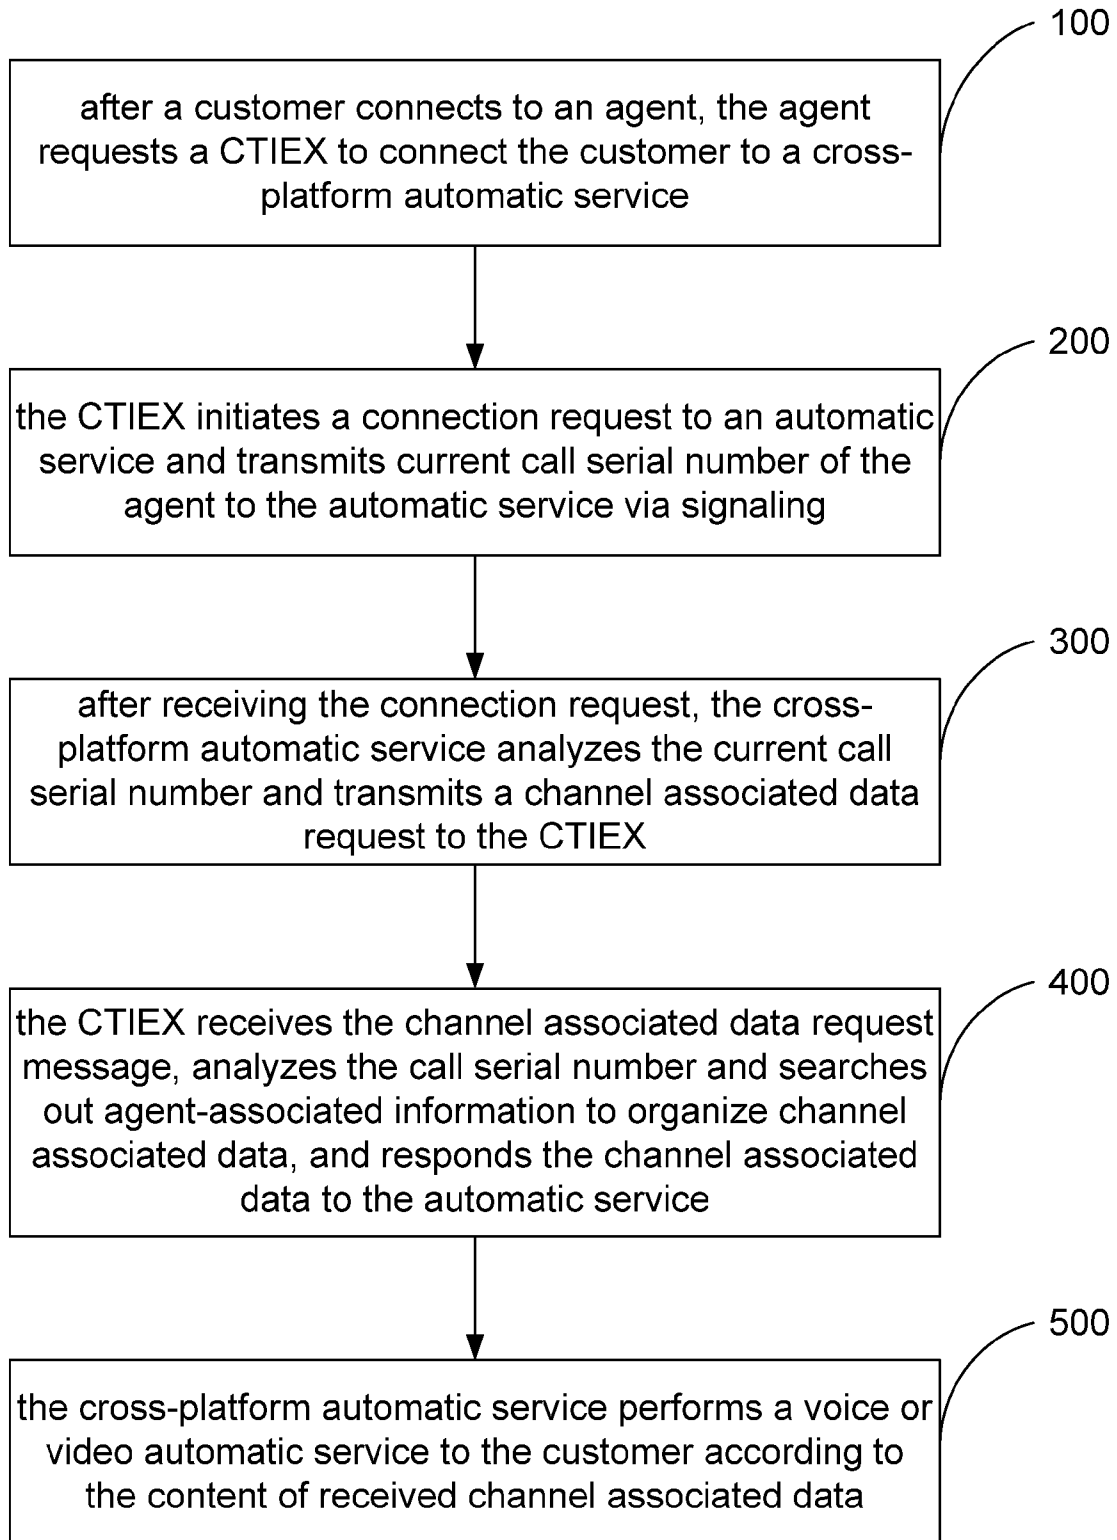 100
after a customer connects to an agent, the agent
requests a CTIEX to connect the customer to a cross-
platform automatic service
200
the CTIEX initiates a connection request to an automatic
service and transmits current call serial number of the
agent to the automatic service via signaling
300
after receiving the connection request, the cross-
platform automatic service analyzes the current call
serial number and transmits a channel associated data
request to the CTIEX
400
the CTIEX receives the channel associated data request
message, analyzes the call serial number and searches
out agent-associated information to organize channel
associated data, and responds the channel associated
data to the automatic service
500
the cross-platform automatic service performs a voice or
video automatic service to the customer according to
the content of received channel associated data